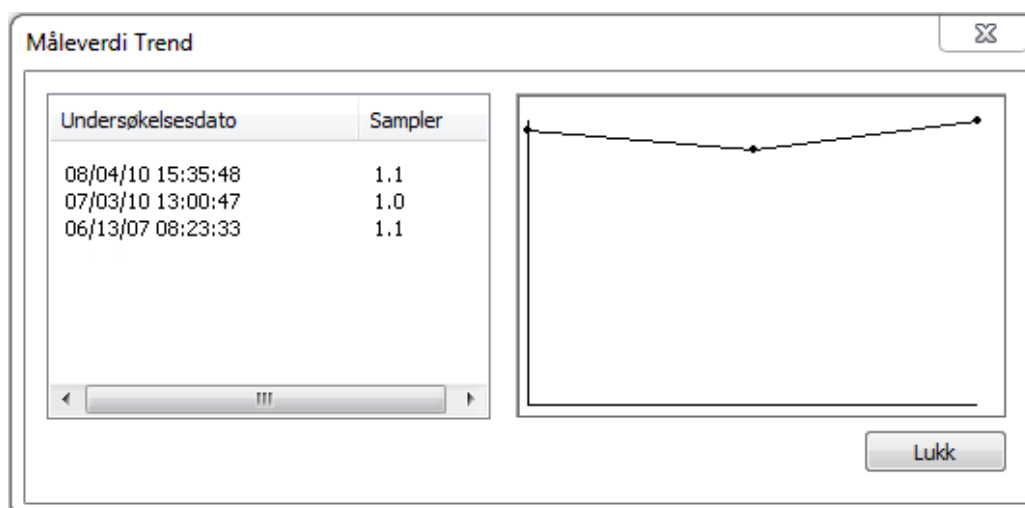 Måleverdi Trend
Undersøkelsesdato Sampler
08/04/10 15:35:48 1.1
07/03/10 13:00:47 1.0
06/13/07 08:23:33 1.1
Lukk